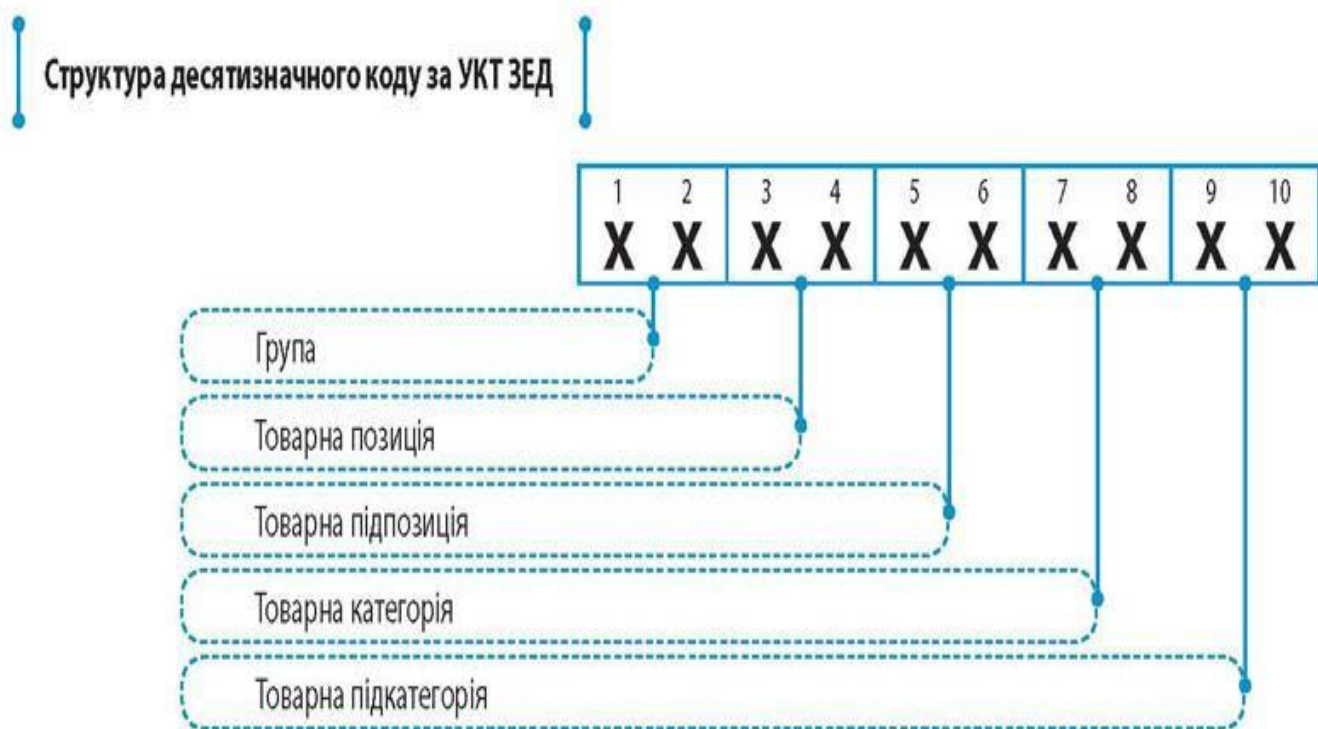 Структура десятизначного коду за УКТ ЗЕД
1 2 3 4 5 6 7 8 9 10
X X X X X X X X X X
Група
Товарна позиція
Товарна підпозиція
Товарна категорія
Товарна підкатегорія